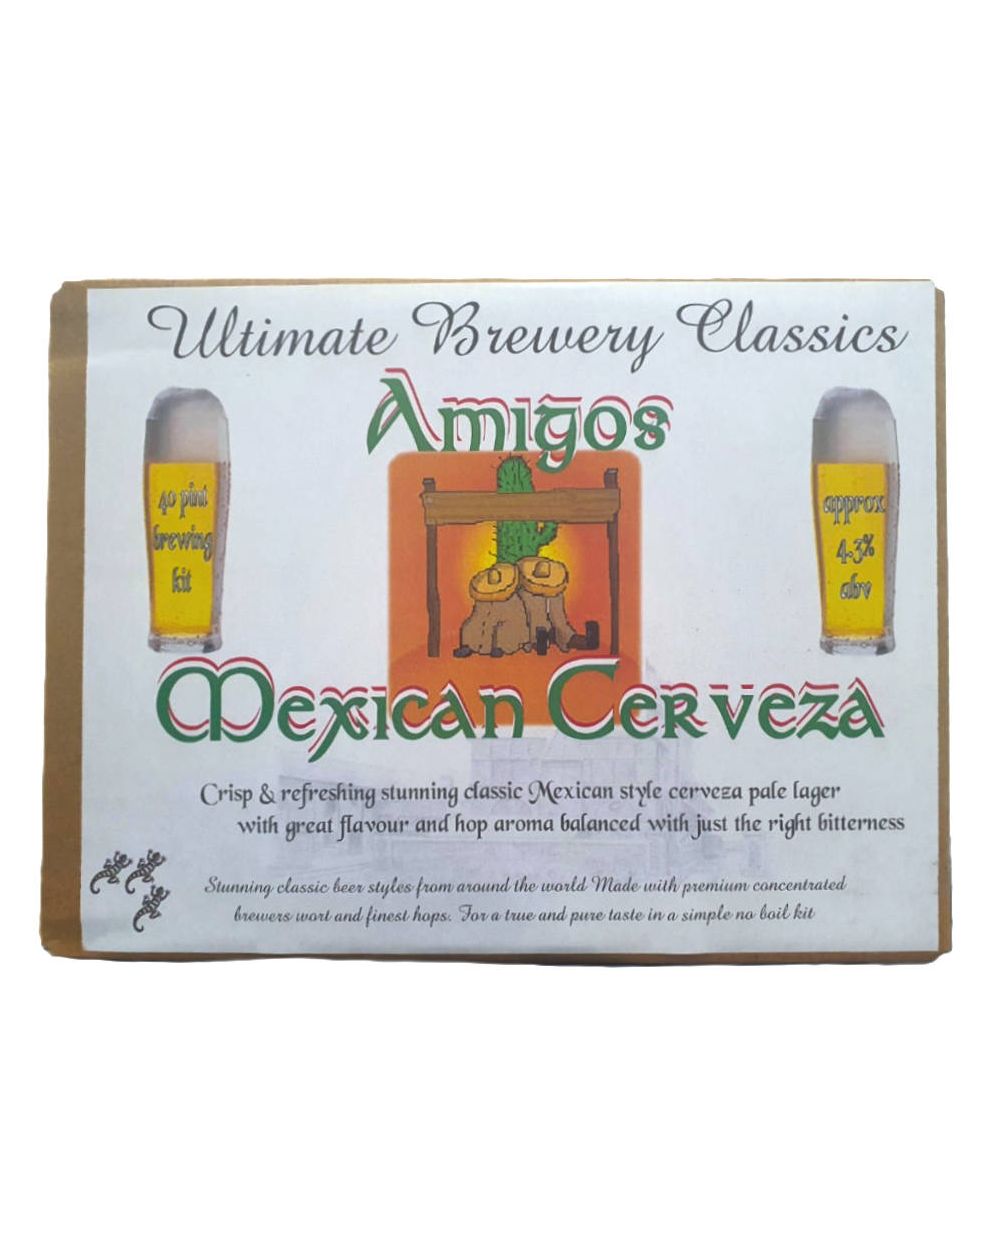 Ultimate Brewery Classics
Amigos
40 pint
brewing
kit
approx
4.3%
abv
Mexican Cerveza
Crisp & refreshing stunning classic Mexican style cerveza pale lager
with great flavour and hop aroma balanced with just the right bitterness
Stunning classic beer styles from around the world Made with premium concentrated
brewers wort and finest hops. For a true and pure taste in a simple no boil kit